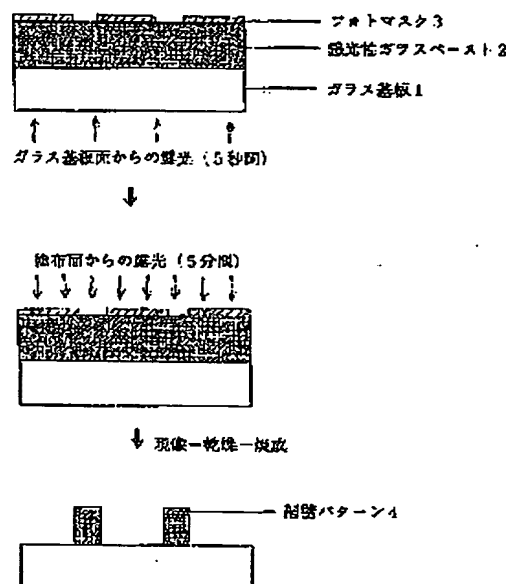 フォトマスク3
感光性ガラスペースト2
ガラス基板1
ガラス基板面からの露光(5秒間)
塗布面からの露光(5分間)
現像−乾燥−焼成
隔壁パターン4